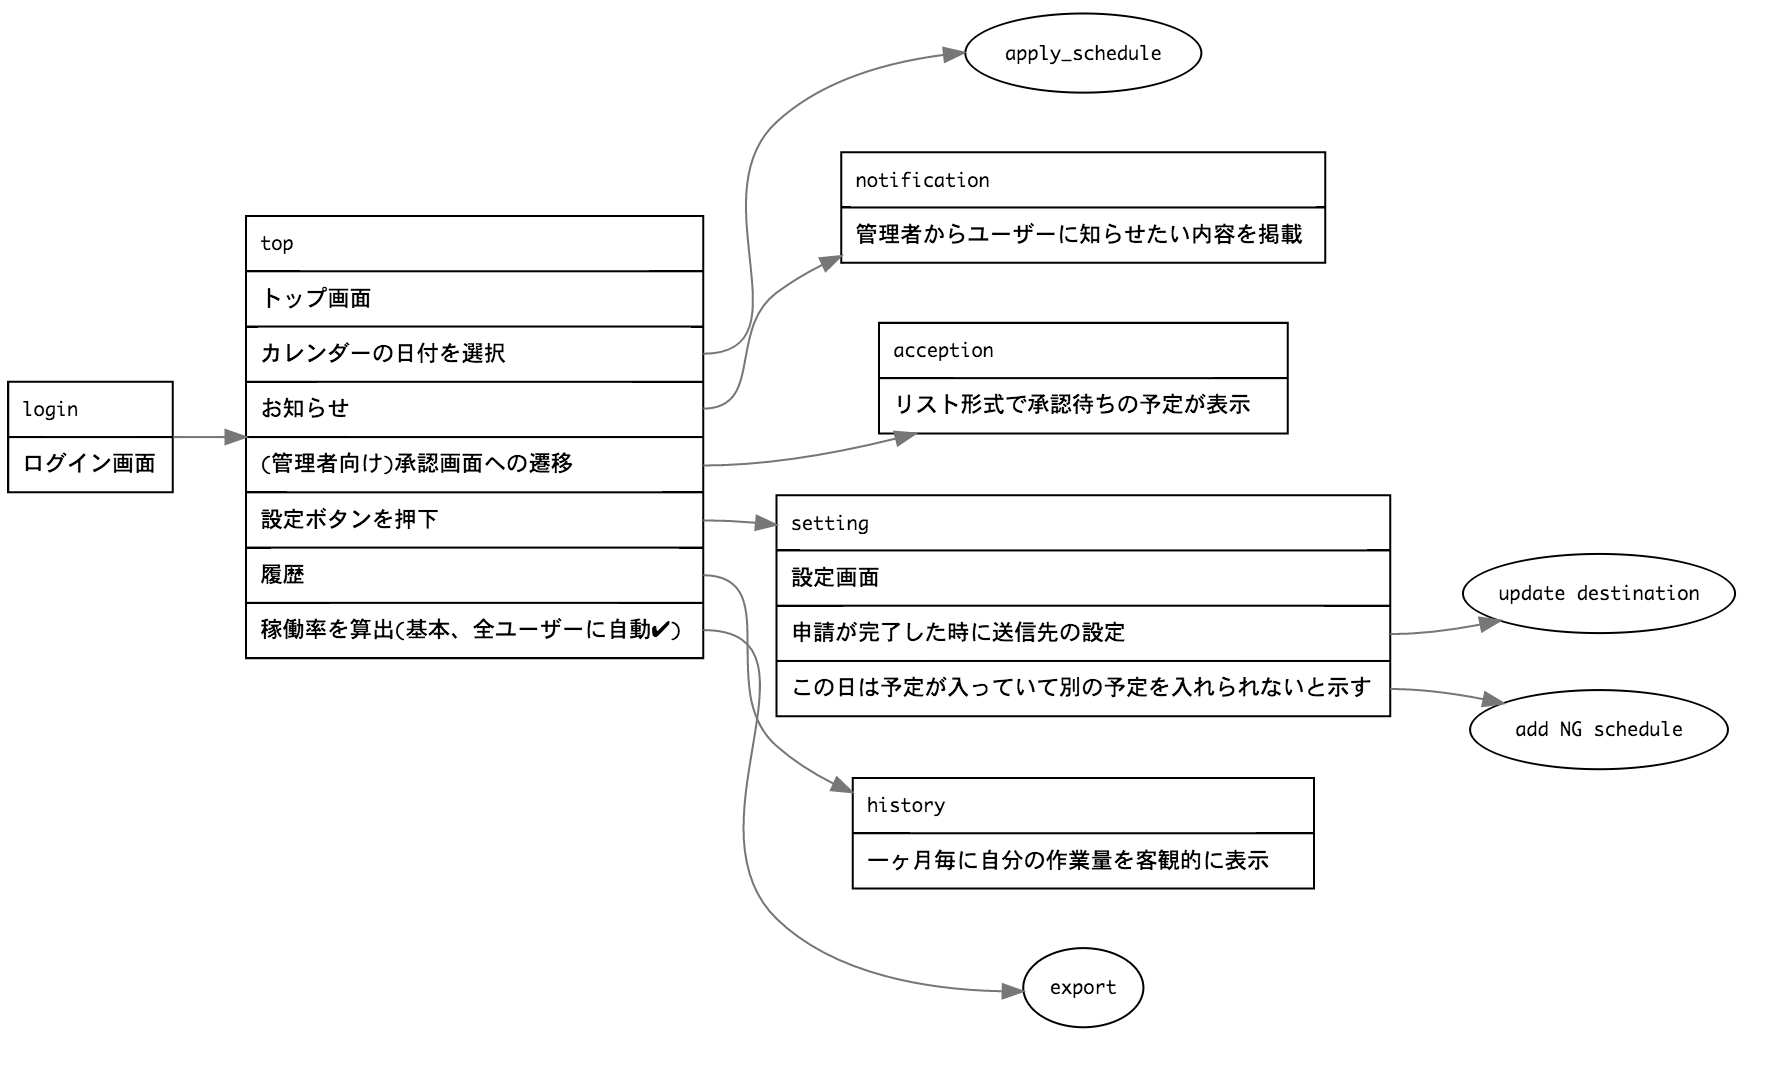 login
ログイン画面
top
トップ画面
カレンダーの日付を選択
お知らせ
(管理者向け)承認画面への遷移
設定ボタンを押下
履歴
稼働率を算出(基本、全ユーザーに自動✔)
apply_schedule
notification
管理者からユーザーに知らせたい内容を掲載
acception
リスト形式で承認待ちの予定が表示
setting
設定画面
申請が完了した時に送信先の設定
この日は予定が入っていて別の予定を入れられないと示す
history
一ヶ月毎に自分の作業量を客観的に表示
export
update destination
add NG schedule